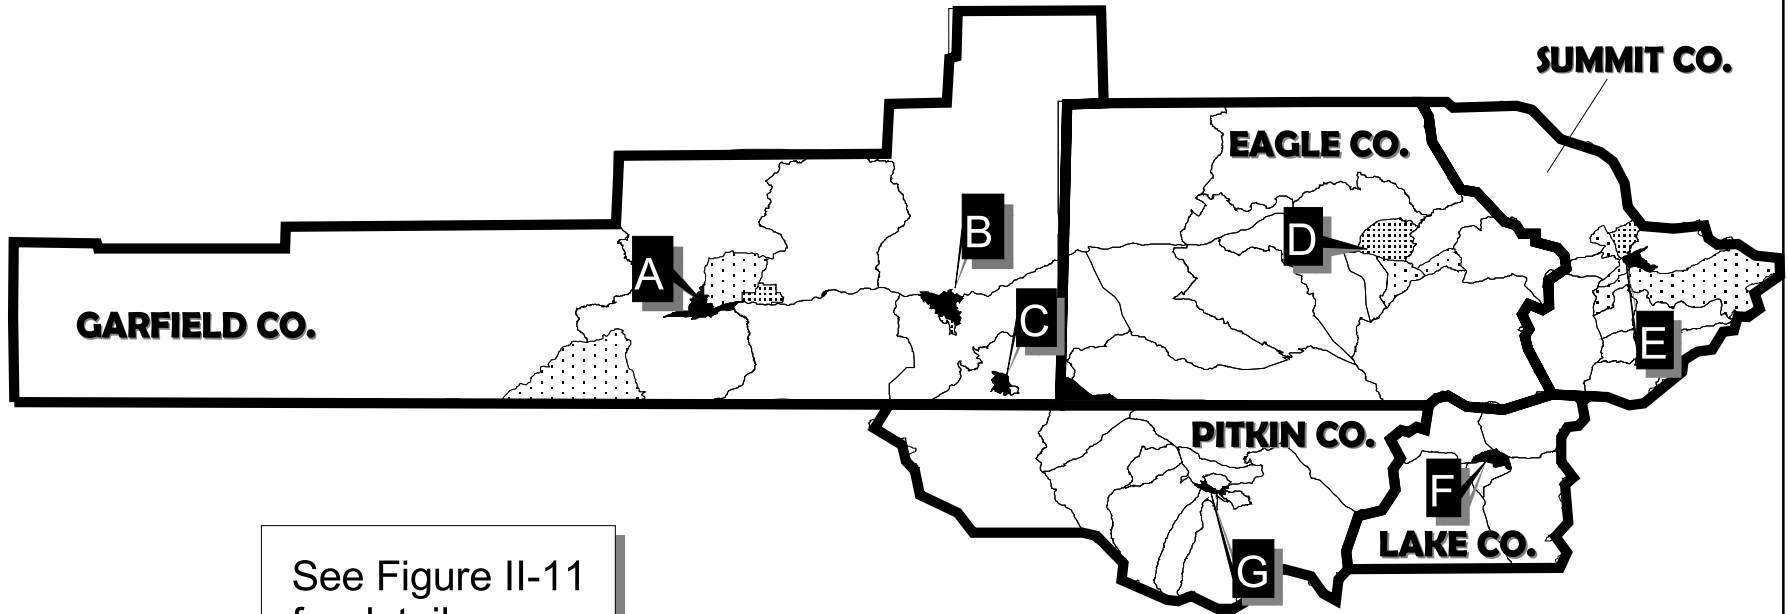 SUMMIT CO.
EAGLE CO.
B
D
A
C
GARFIELD CO.
E
PITKIN CO.
F
LAKE CO.
G
See Figure II-11